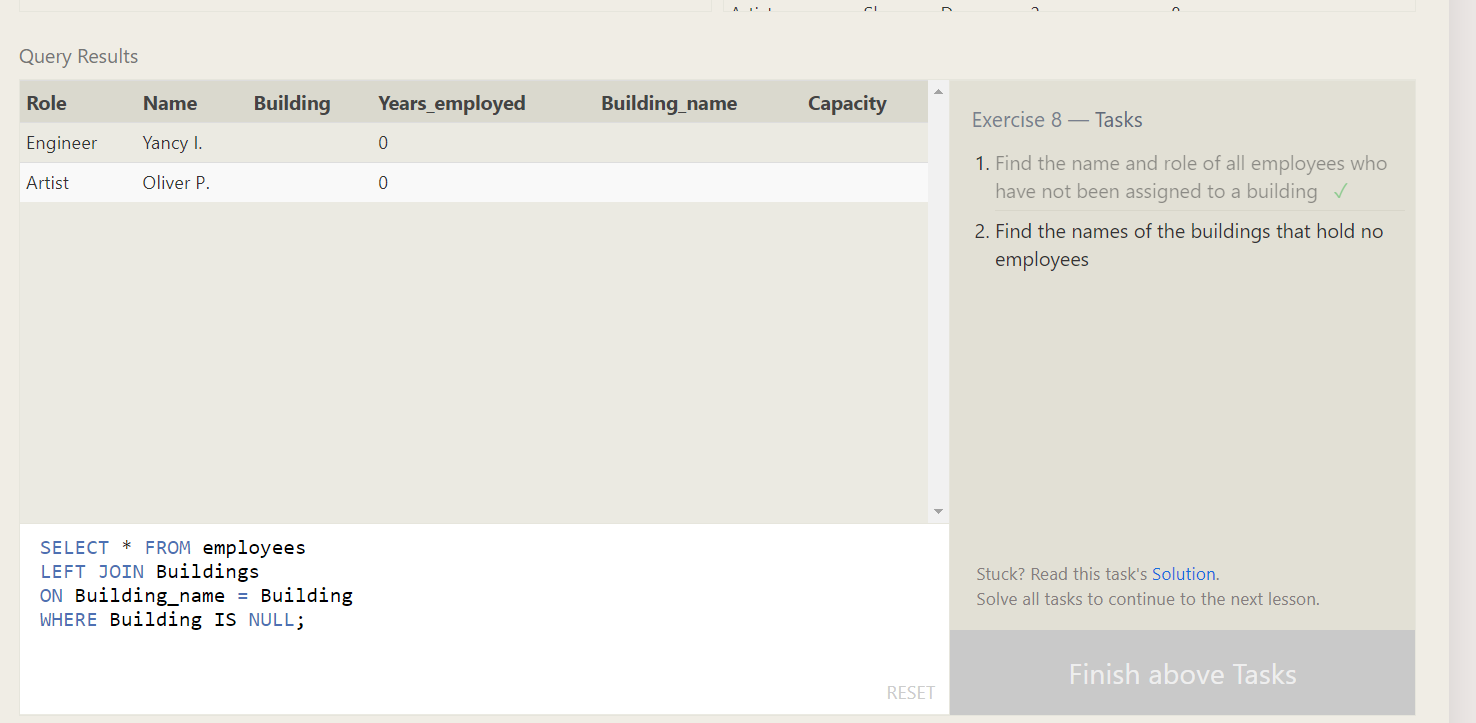 Query Results
Role Name Building Years_employed Building_name Capacity
Engineer Yancy I. 0
Artist Oliver P. 0
Exercise 8 — Tasks
1. Find the name and role of all employees who
have not been assigned to a building ✓
2. Find the names of the buildings that hold no
employees
SELECT * FROM employees
LEFT JOIN Buildings
ON Building_name = Building
WHERE Building IS NULL;
RESET
Stuck? Read this task's Solution.
Solve all tasks to continue to the next lesson.
Finish above Tasks